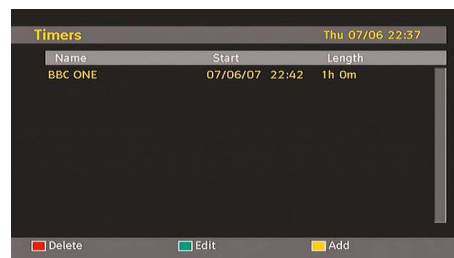 Timers Thu 07/06 22:37
Name Start Length
BBC ONE 07/06/07 22:42 1h 0m
Delete Edit Add